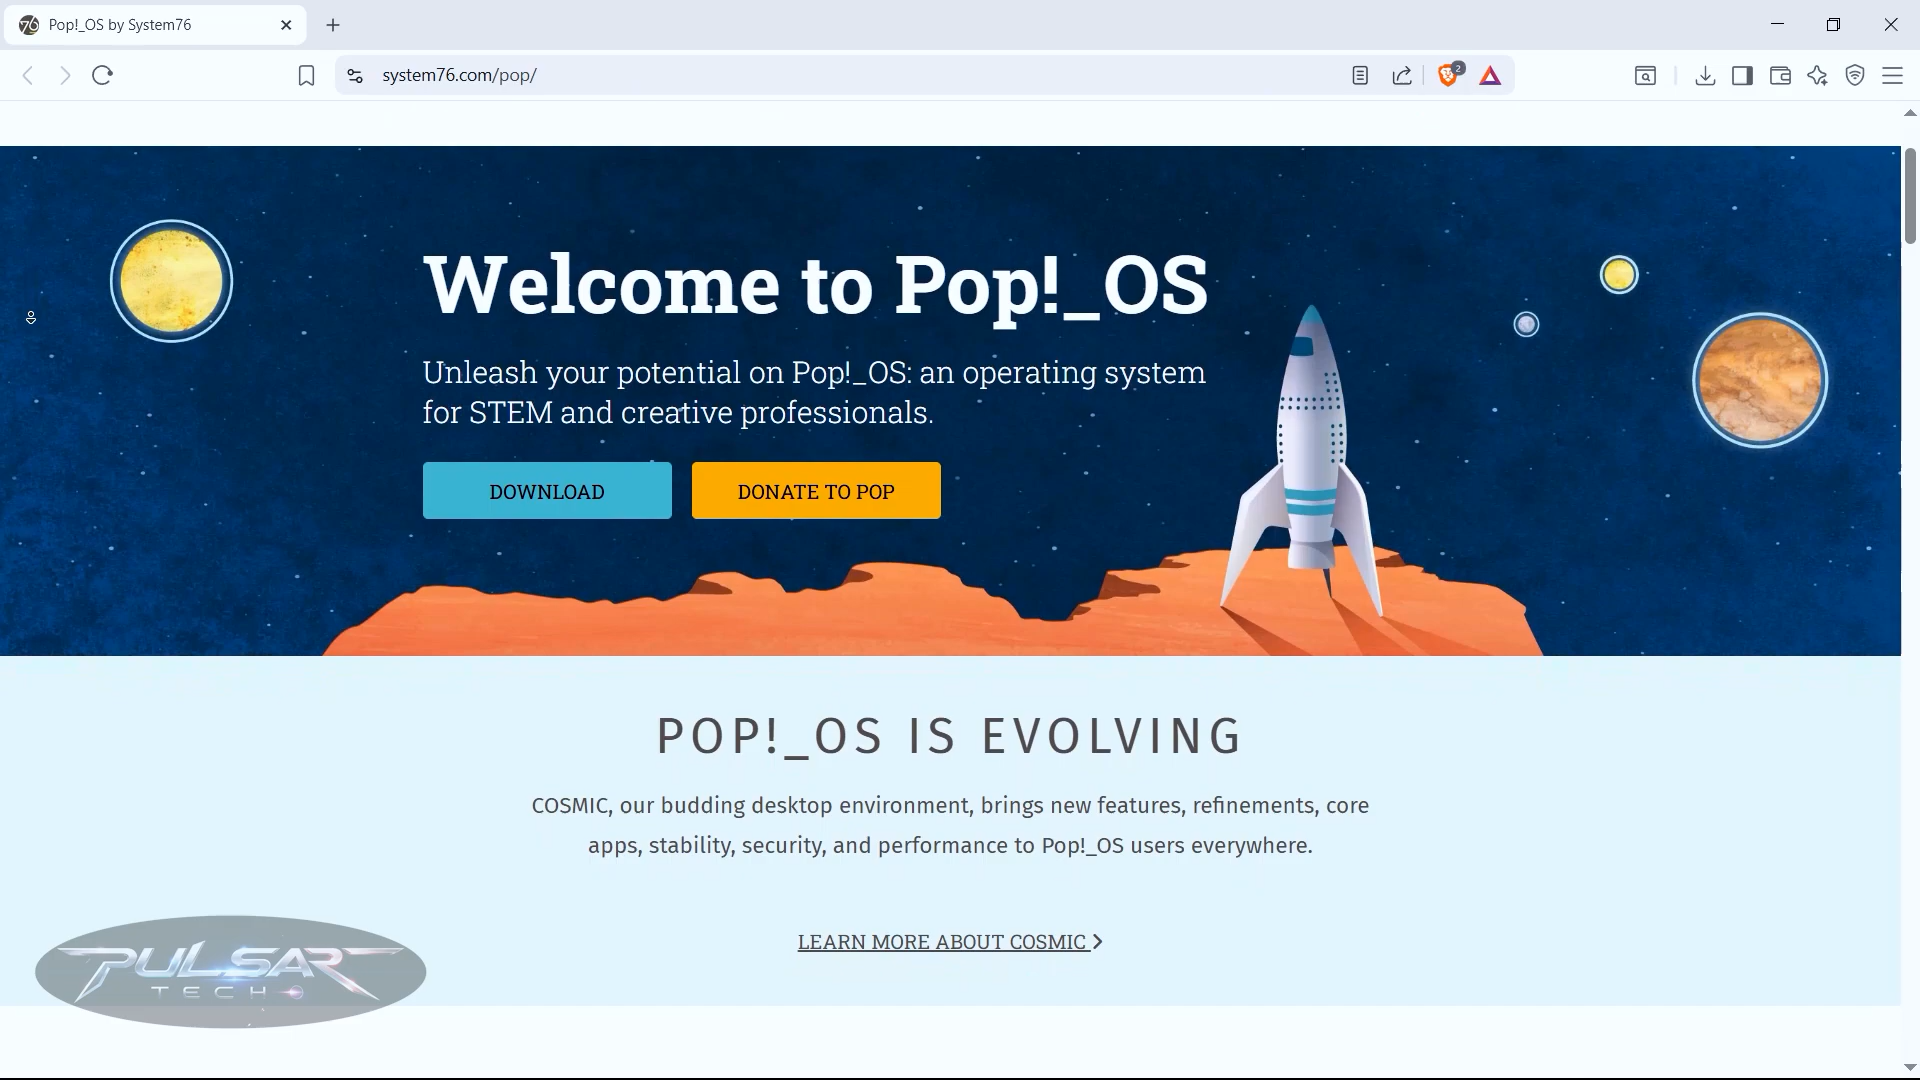 76 Pop!_OS by System76
system76.com/pop/
2
Welcome to Pop!_OS
Unleash your potential on Pop!_OS: an operating system
for STEM and creative professionals.
DOWNLOAD DONATE TO POP
POP!_OS IS EVOLVING
COSMIC, our budding desktop environment, brings new features, refinements, core
apps, stability, security, and performance to Pop!_OS users everywhere.
LEARN MORE ABOUT COSMIC
PULSAR
TECH